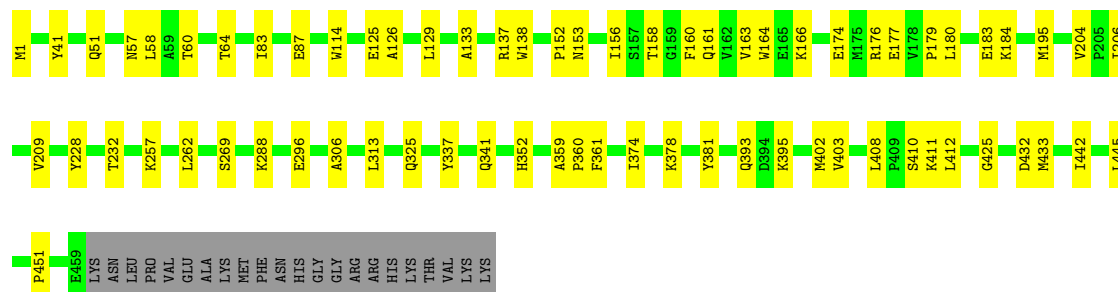 M1 Y41 Q51 N57 L58 A59 T60 T64 I83 E87 W114 E125 A126 L129 A133 R137 W138 P152 N153 I156 S157 T158 G159 F160 Q161 V162 V163 W164 E165 K166 E174 M175 R176 E177 V178 P179 L180 E183 K184 M195 V204 P205 I206
V209 Y228 T232 K257 L262 S269 K288 E296 A306 L313 Q325 Y337 Q341 H352 A359 P360 F361 I374 K378 Y381 Q393 D394 K395 M402 V403 L408 P409 S410 K411 L412 G425 D432 M433 I442
P451 E459 LYS ASN LEU PRO VAL GLU ALA LYS MET PHE ASN HIS GLY GLY ARG ARG HIS LYS THR VAL LYS LYS